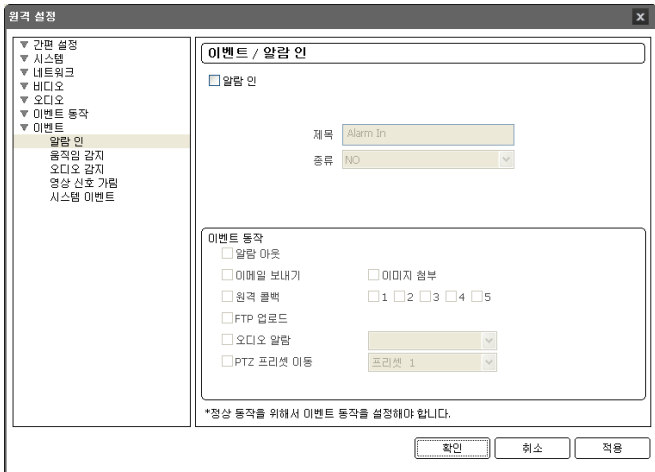 원격 설정
간편 설정
시스템
네트워크
비디오
오디오
이벤트 동작
이벤트
알람 인
움직임 감지
오디오 감지
영상 신호 가림
시스템 이벤트
이벤트 / 알람 인
알람 인
제목 Alarm In
종류 NO
이벤트 동작
알람 아웃
이메일 보내기 이미지 첨부
원격 콜백 1 2 3 4 5
FTP 업로드
오디오 알람
PTZ 프리셋 이동 프리셋 1
*정상 동작을 위해서 이벤트 동작을 설정해야 합니다.
확인 취소 적용